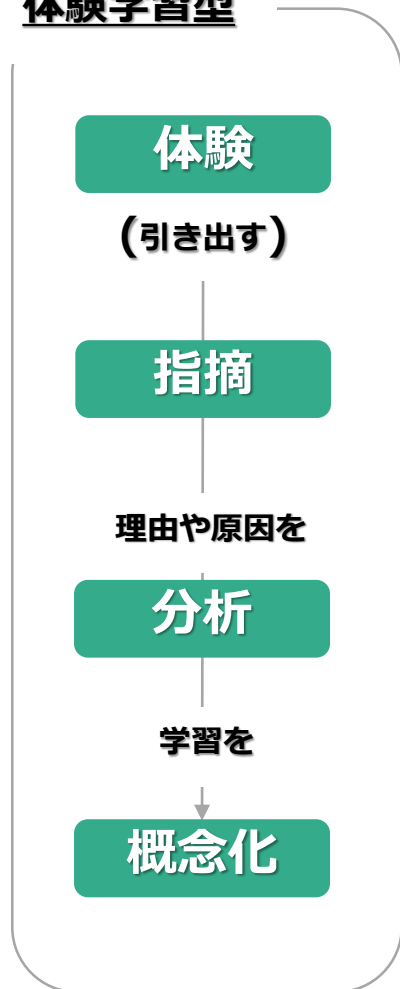 体験学習型
体験
(引き出す)
指摘
理由や原因を
分析
学習を
概念化